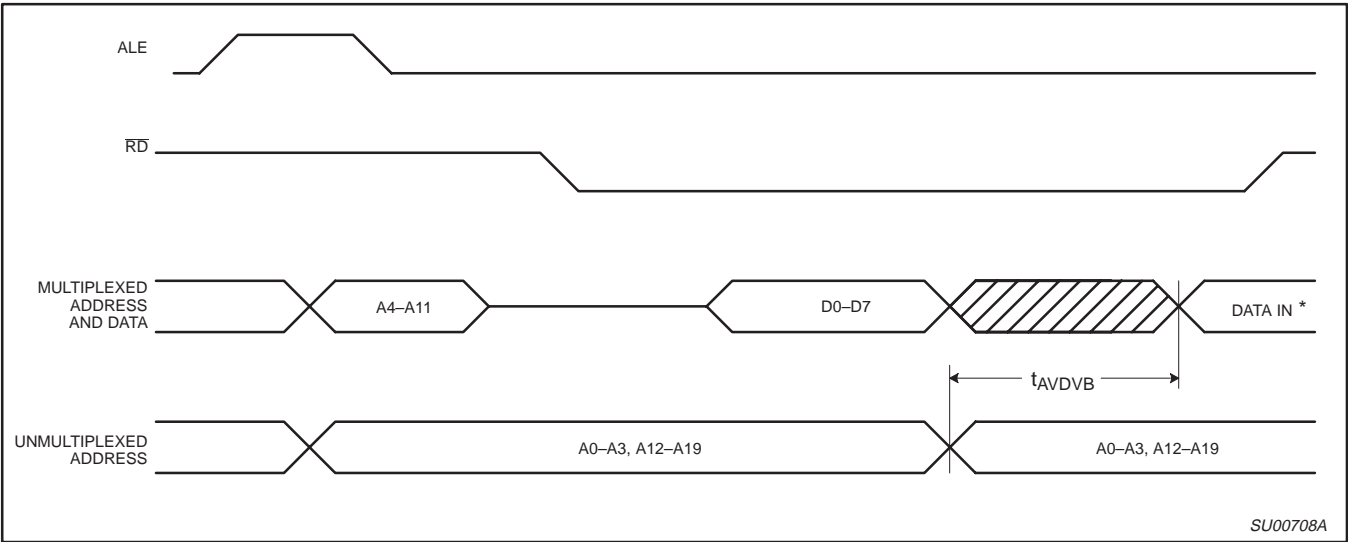 ALE
RD
MULTIPLEXED
ADDRESS
AND DATA
A4–A11
D0–D7
DATA IN *
tAVDVB
UNMULTIPLEXED
ADDRESS
A0–A3, A12–A19
A0–A3, A12–A19
SU00708A